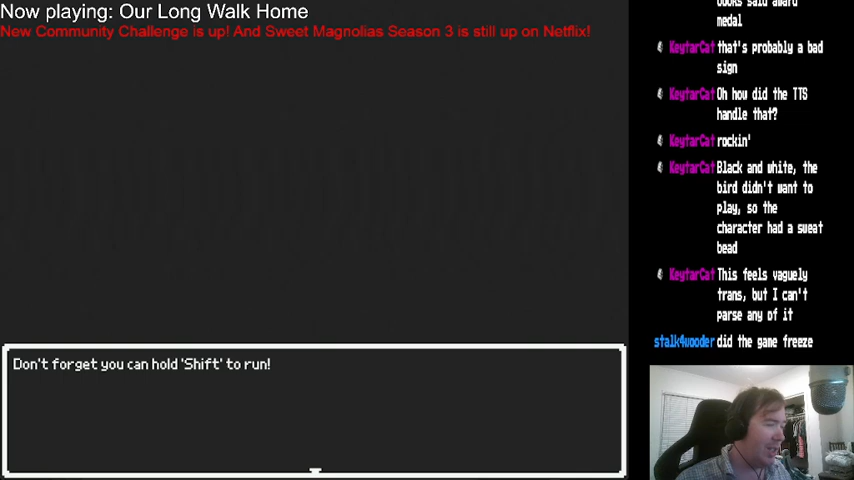 Now playing: Our Long Walk Home
New Community Challenge is up! And Sweet Magnolias Season 3 is still up on Netflix!
said award
medal
KeytarCat that's probably a bad
sign
KeytarCat Oh how did the TTS
handle that?
KeytarCat rockin'
KeytarCat Black and white, the
bird didn't want to
play, so the
character had a sweat
bead
KeytarCat This feels vaguely
trans, but I can't
parse any of it
stalk4wooder did the game freeze
Don't forget you can hold 'Shift' to run!